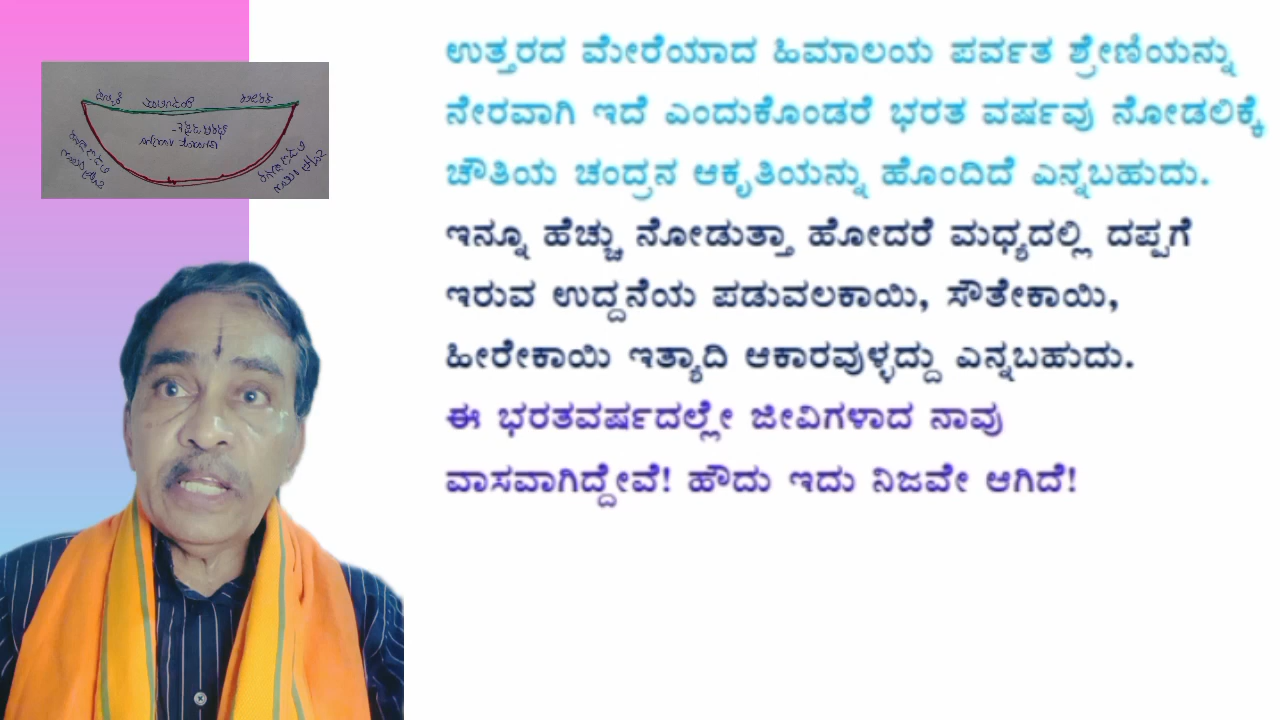 ಉತ್ತರದ ಮೇರೆಯಾದ ಹಿಮಾಲಯ ಪರ್ವತ ಶ್ರೇಣಿಯನ್ನು
ನೇರವಾಗಿ ಇದೆ ಎಂದುಕೊಂಡರೆ ಭರತ ವರ್ಷವು ನೋಡಲಿಕ್ಕೆ
ಚೌತಿಯ ಚಂದ್ರನ ಆಕೃತಿಯನ್ನು ಹೊಂದಿದೆ ಎನ್ನಬಹುದು.
ಇನ್ನೂ ಹೆಚ್ಚು ನೋಡುತ್ತಾ ಹೋದರೆ ಮಧ್ಯದಲ್ಲಿ ದಪ್ಪಗೆ
ಇರುವ ಉದ್ದನೆಯ ಪಡುವಲಕಾಯಿ, ಸೌತೇಕಾಯಿ,
ಹೀರೇಕಾಯಿ ಇತ್ಯಾದಿ ಆಕಾರವುಳ್ಳದ್ದು ಎನ್ನಬಹುದು.
ಈ ಭರತವರ್ಷದಲ್ಲೇ ಜೀವಿಗಳಾದ ನಾವು
ವಾಸವಾಗಿದ್ದೇವೆ! ಹೌದು ಇದು ನಿಜವೇ ಆಗಿದೆ!